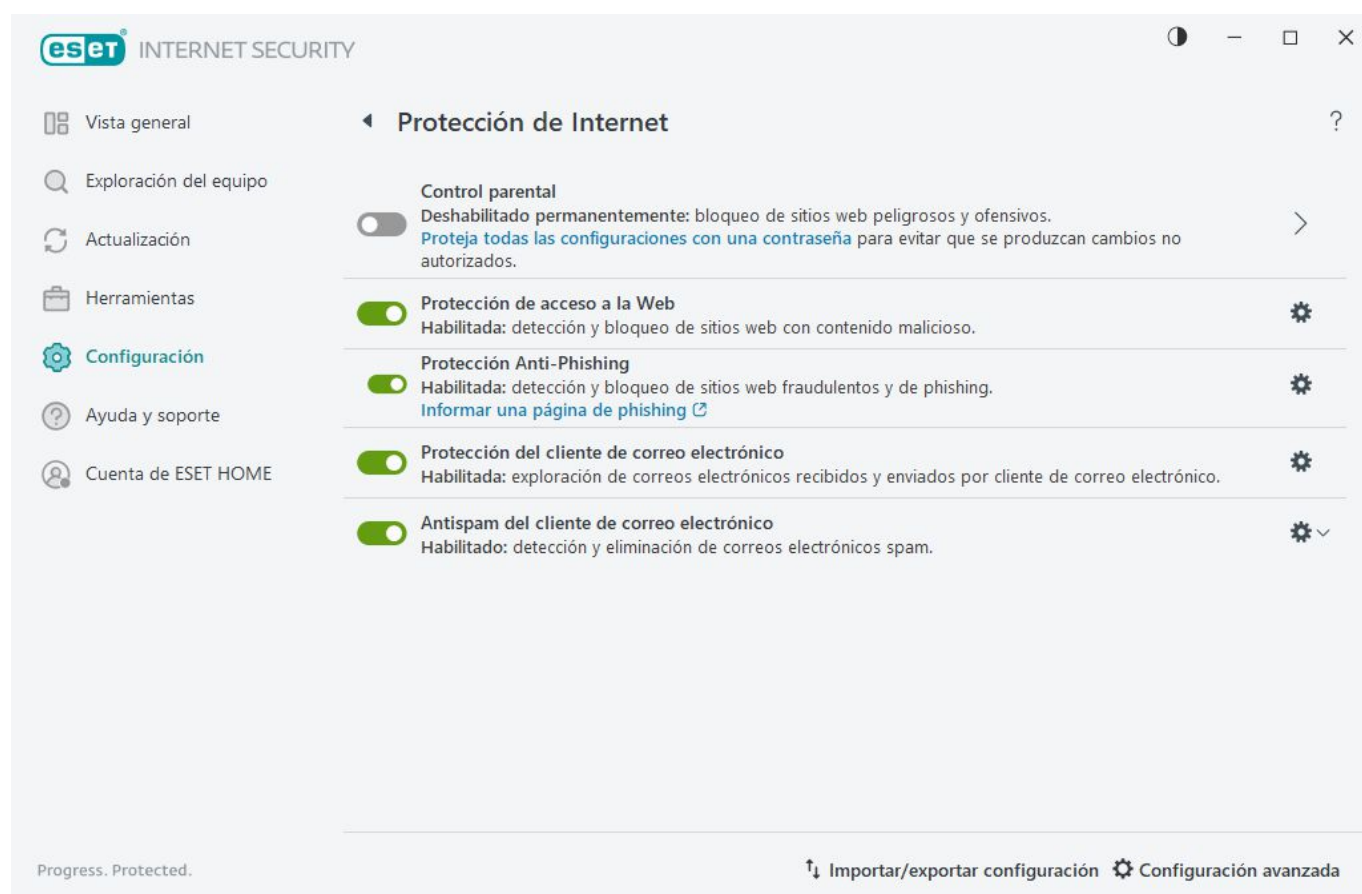 eset INTERNET SECURITY
Vista general
Exploración del equipo
Actualización
Herramientas
Configuración
Ayuda y soporte
Cuenta de ESET HOME
Protección de Internet
?
Control parental
Deshabilitado permanentemente: bloqueo de sitios web peligrosos y ofensivos.
Proteja todas las configuraciones con una contraseña para evitar que se produzcan cambios no
autorizados.
Protección de acceso a la Web
Habilitada: detección y bloqueo de sitios web con contenido malicioso.
Protección Anti-Phishing
Habilitada: detección y bloqueo de sitios web fraudulentos y de phishing.
Informar una página de phishing
Protección del cliente de correo electrónico
Habilitada: exploración de correos electrónicos recibidos y enviados por cliente de correo electrónico.
Antispam del cliente de correo electrónico
Habilitado: detección y eliminación de correos electrónicos spam.
Progress. Protected.
Importar/exportar configuración Configuración avanzada